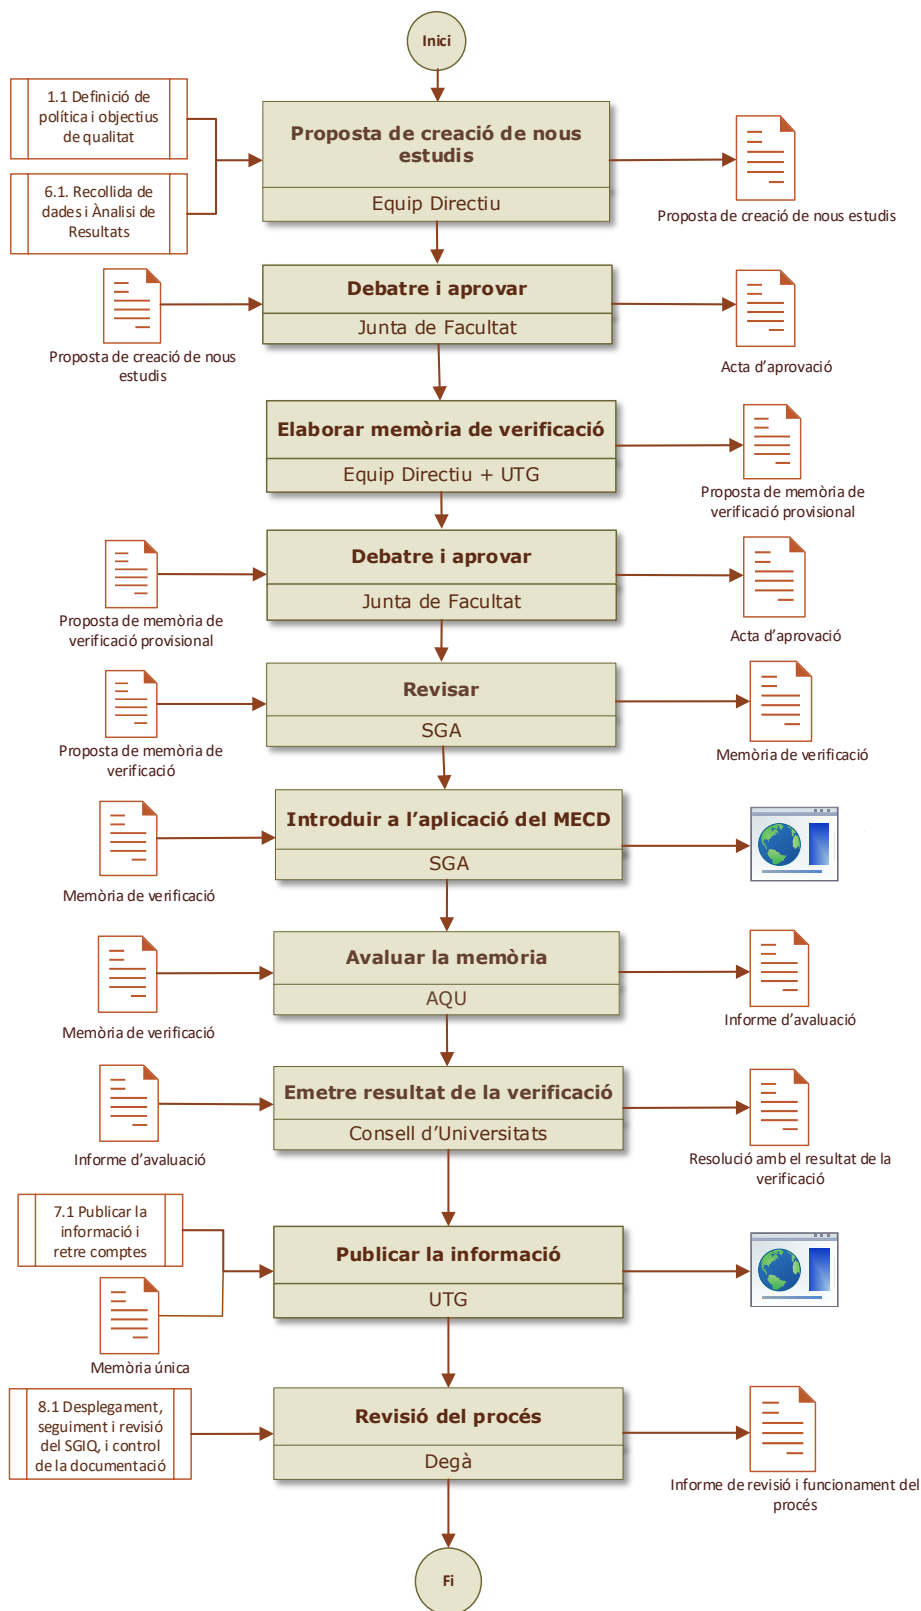 Inici
1.1 Definició de
política i objectius
de qualitat
Proposta de creació de nous
estudis
Equip Directiu
6.1. Recollida de
dades i Ànalisi de
Resultats
Proposta de creació de nous estudis
Debatre i aprovar
Junta de Facultat
Proposta de creació de nous
estudis
Acta d’aprovació
Elaborar memòria de verificació
Equip Directiu + UTG
Proposta de memòria de
verificació provisional
Debatre i aprovar
Junta de Facultat
Proposta de memòria de
verificació provisional
Acta d’aprovació
Revisar
SGA
Proposta de memòria de
verificació
Memòria de verificació
Introduir a l’aplicació del MECD
SGA
Memòria de verificació
Avaluar la memòria
AQU
Memòria de verificació
Informe d’avaluació
Emetre resultat de la verificació
Consell d’Universitats
Informe d’avaluació
Resolució amb el resultat de la
verificació
7.1 Publicar la
informació i
retre comptes
Publicar la informació
UTG
Memòria única
8.1 Desplegament,
seguiment i revisió
del SGIQ, i control
de la documentació
Revisió del procés
Degà
Informe de revisió i funcionament del
procés
Fi